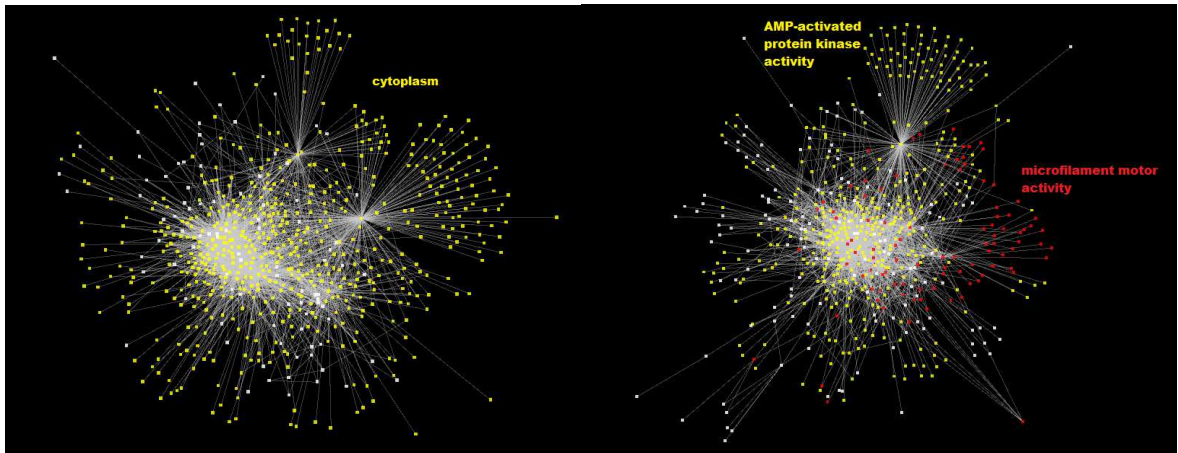 cytoplasm
AMP-activated
protein kinase
activity
microfilament motor
activity